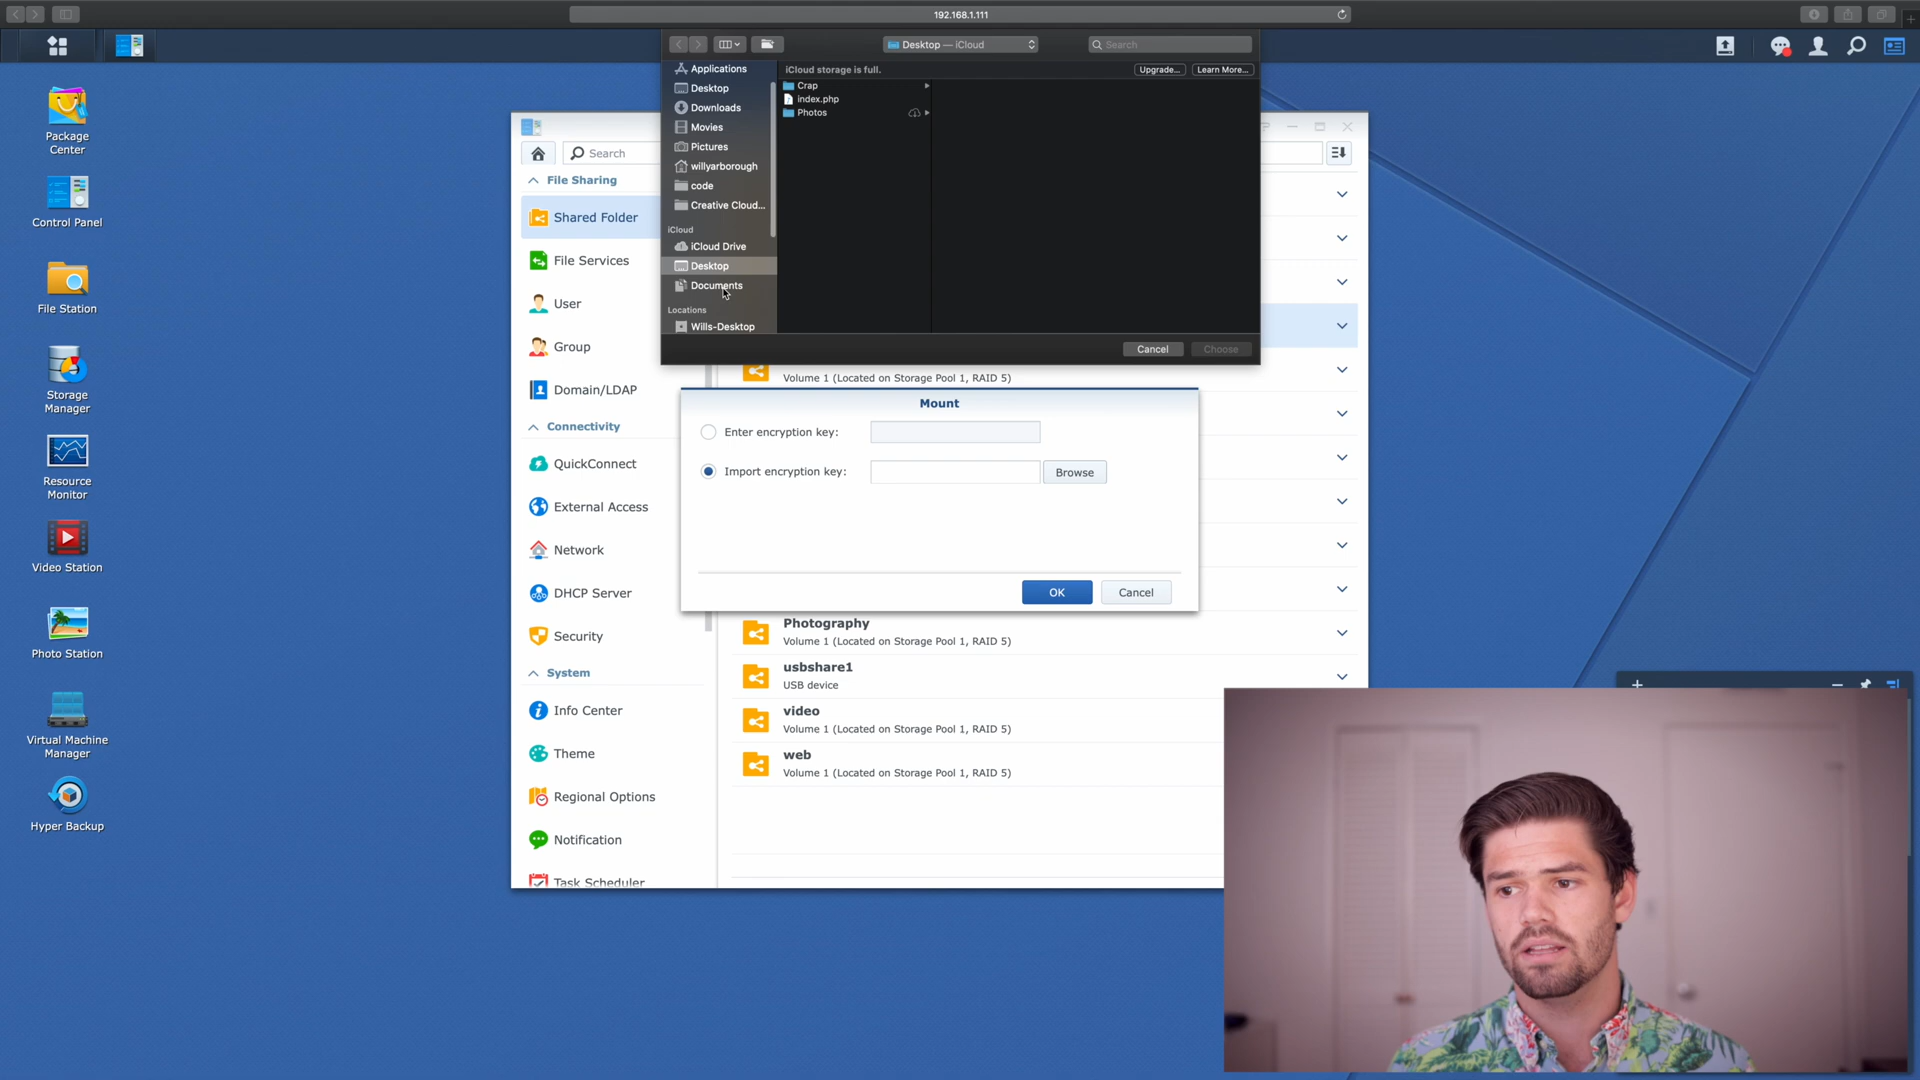 192.168.1.111
Desktop — iCloud
Search
iCloud storage is full.
Upgrade...
Learn More...
Applications
Desktop
Downloads
Movies
Pictures
willyarborough
code
Creative Cloud...
iCloud
iCloud Drive
Desktop
Documents
Locations
Wills-Desktop
Crap
index.php
Photos
Cancel
Choose
Package
Center
Control Panel
File Station
Storage
Manager
Resource
Monitor
Video Station
Photo Station
Virtual Machine
Manager
Hyper Backup
Search
File Sharing
Shared Folder
File Services
User
Group
Domain/LDAP
Connectivity
QuickConnect
External Access
Network
DHCP Server
Security
System
Info Center
Theme
Regional Options
Notification
Task Scheduler
Volume 1 (Located on Storage Pool 1, RAID 5)
Mount
Enter encryption key:
Import encryption key:
Browse
OK
Cancel
Photography
Volume 1 (Located on Storage Pool 1, RAID 5)
usbshare1
USB device
video
Volume 1 (Located on Storage Pool 1, RAID 5)
web
Volume 1 (Located on Storage Pool 1, RAID 5)